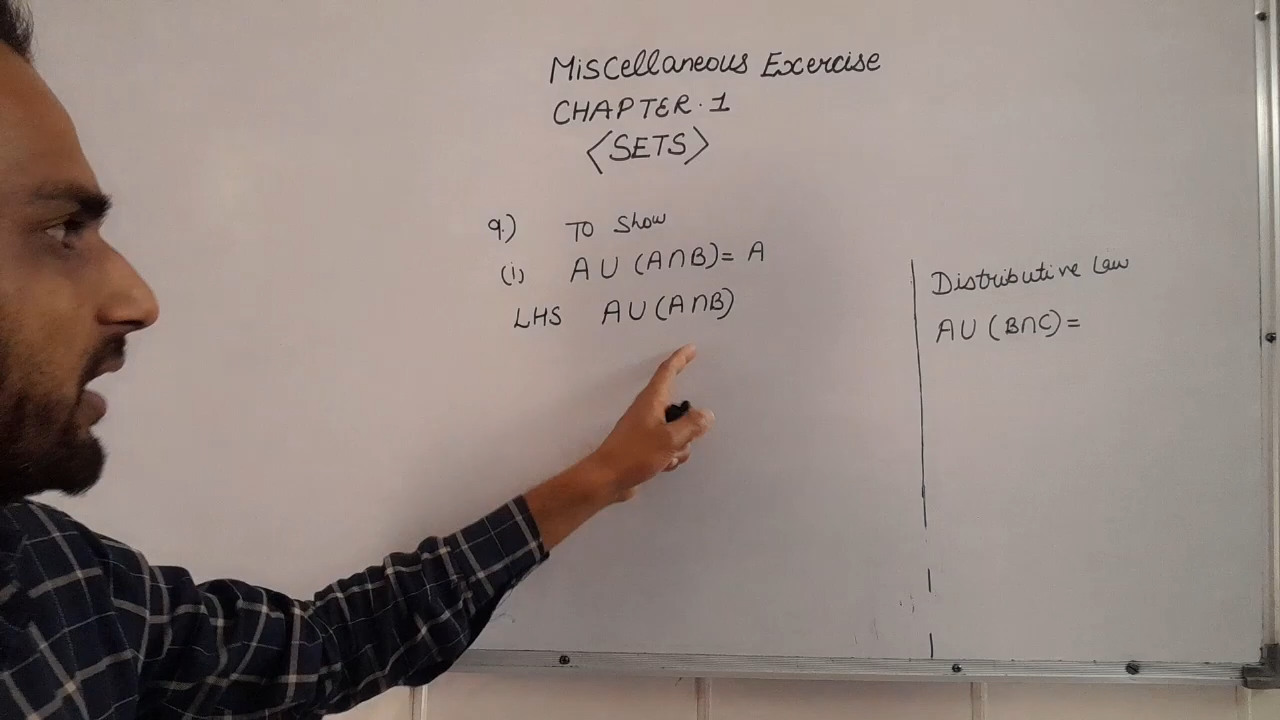 Miscellaneous Exercise
CHAPTER.1
<SETS>
9.) To Show
(i) A∪(A∩B)= A
LHS A∪(A∩B)
Distributive Law
A∪(B∩C)=